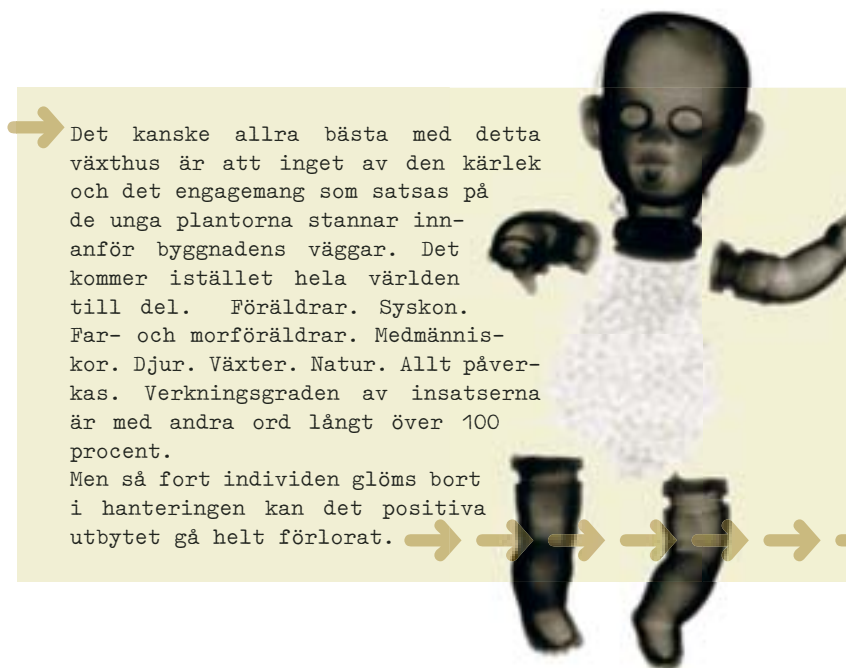 Det kanske allra bästa med detta
växthus är att inget av den kärlek
och det engagemang som satsas på
de unga plantorna stannar inn-
anför byggnadens väggar. Det
kommer istället hela världen
till del. Föräldrar. Syskon.
Far- och morföräldrar. Medmännis-
kor. Djur. Växter. Natur. Allt påver-
kas. Verkningsgraden av insatserna
är med andra ord långt över 100
procent.
Men så fort individen glöms bort
i hanteringen kan det positiva
utbytet gå helt förlorat.